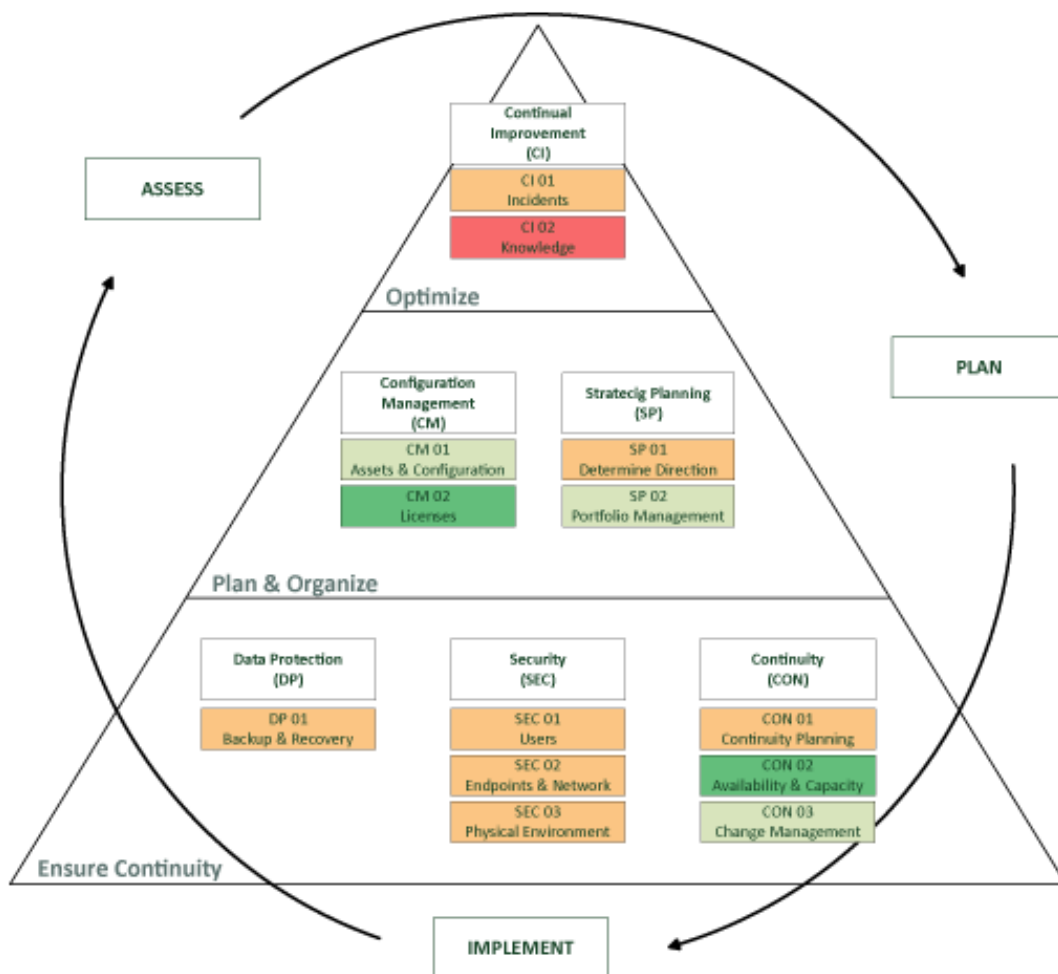 Continual
Improvement
(CI)
CI 01
Incidents
CI 02
Knowledge
ASSESS
Optimize
PLAN
Configuration
Management
(CM)
CM 01
Assets & Configuration
CM 02
Licenses
Stratecig Planning
(SP)
SP 01
Determine Direction
SP 02
Portfolio Management
Plan & Organize
Data Protection
(DP)
DP 01
Backup & Recovery
Security
(SEC)
SEC 01
Users
SEC 02
Endpoints & Network
SEC 03
Physical Environment
Continuity
(CON)
CON 01
Continuity Planning
CON 02
Availability & Capacity
CON 03
Change Management
Ensure Continuity
IMPLEMENT